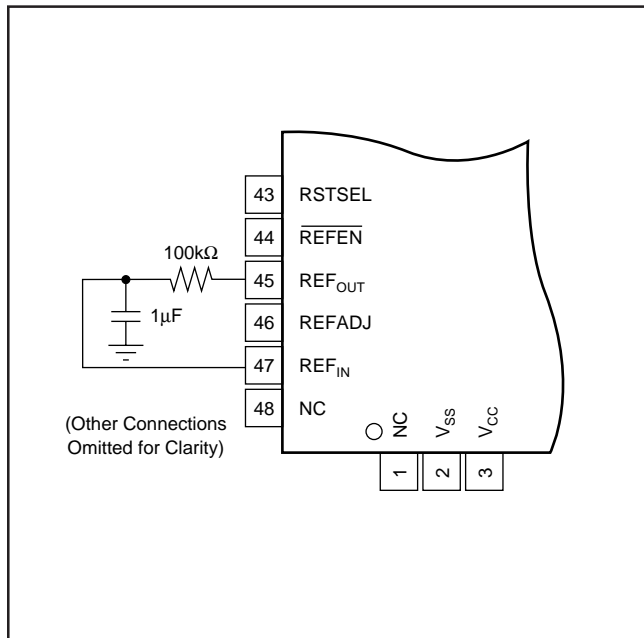 43 RSTSEL
44 REFEN
100kΩ
45 REFOUT
1µF
46 REFADJ
47 REFIN
48 NC
(Other Connections
Omitted for Clarity)
NC VSS VCC
1 2 3